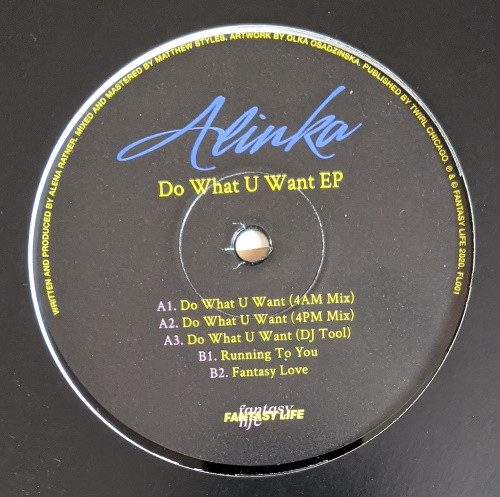 WRITTEN AND PRODUCED BY ALENA RATNER. MIXED AND MASTERED BY MATTHEW STYLES. ARTWORK BY OLKA OSADZINSKA. PUBLISHED BY TWIRL CHICAGO. ℗ & © FANTASY LIFE 2020. FL001
Alinka
Do What U Want EP
A1. Do What U Want (4AM Mix)
A2. Do What U Want (4PM Mix)
A3. Do What U Want (DJ Tool)
B1. Running To You
B2. Fantasy Love
fantasy
FANTASY LIFE
life